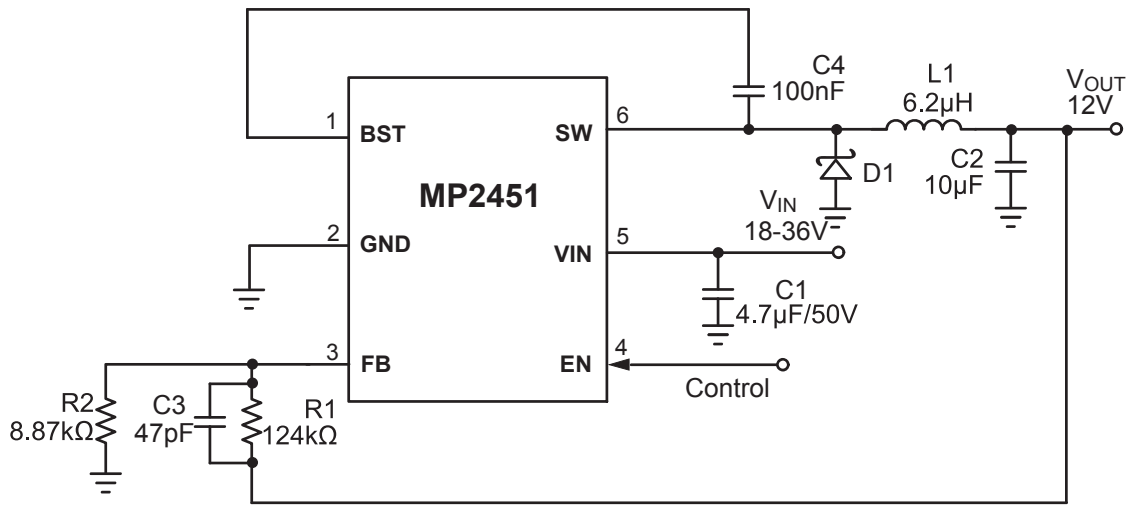 C4
100nF
L1
6.2µH
VOUT
12V
1
BST
SW
6
MP2451
D1
C2
10µF
VIN
18-36V
2
GND
VIN
5
C1
4.7µF/50V
3
FB
EN
4
Control
R2
8.87kΩ
C3
47pF
R1
124kΩ